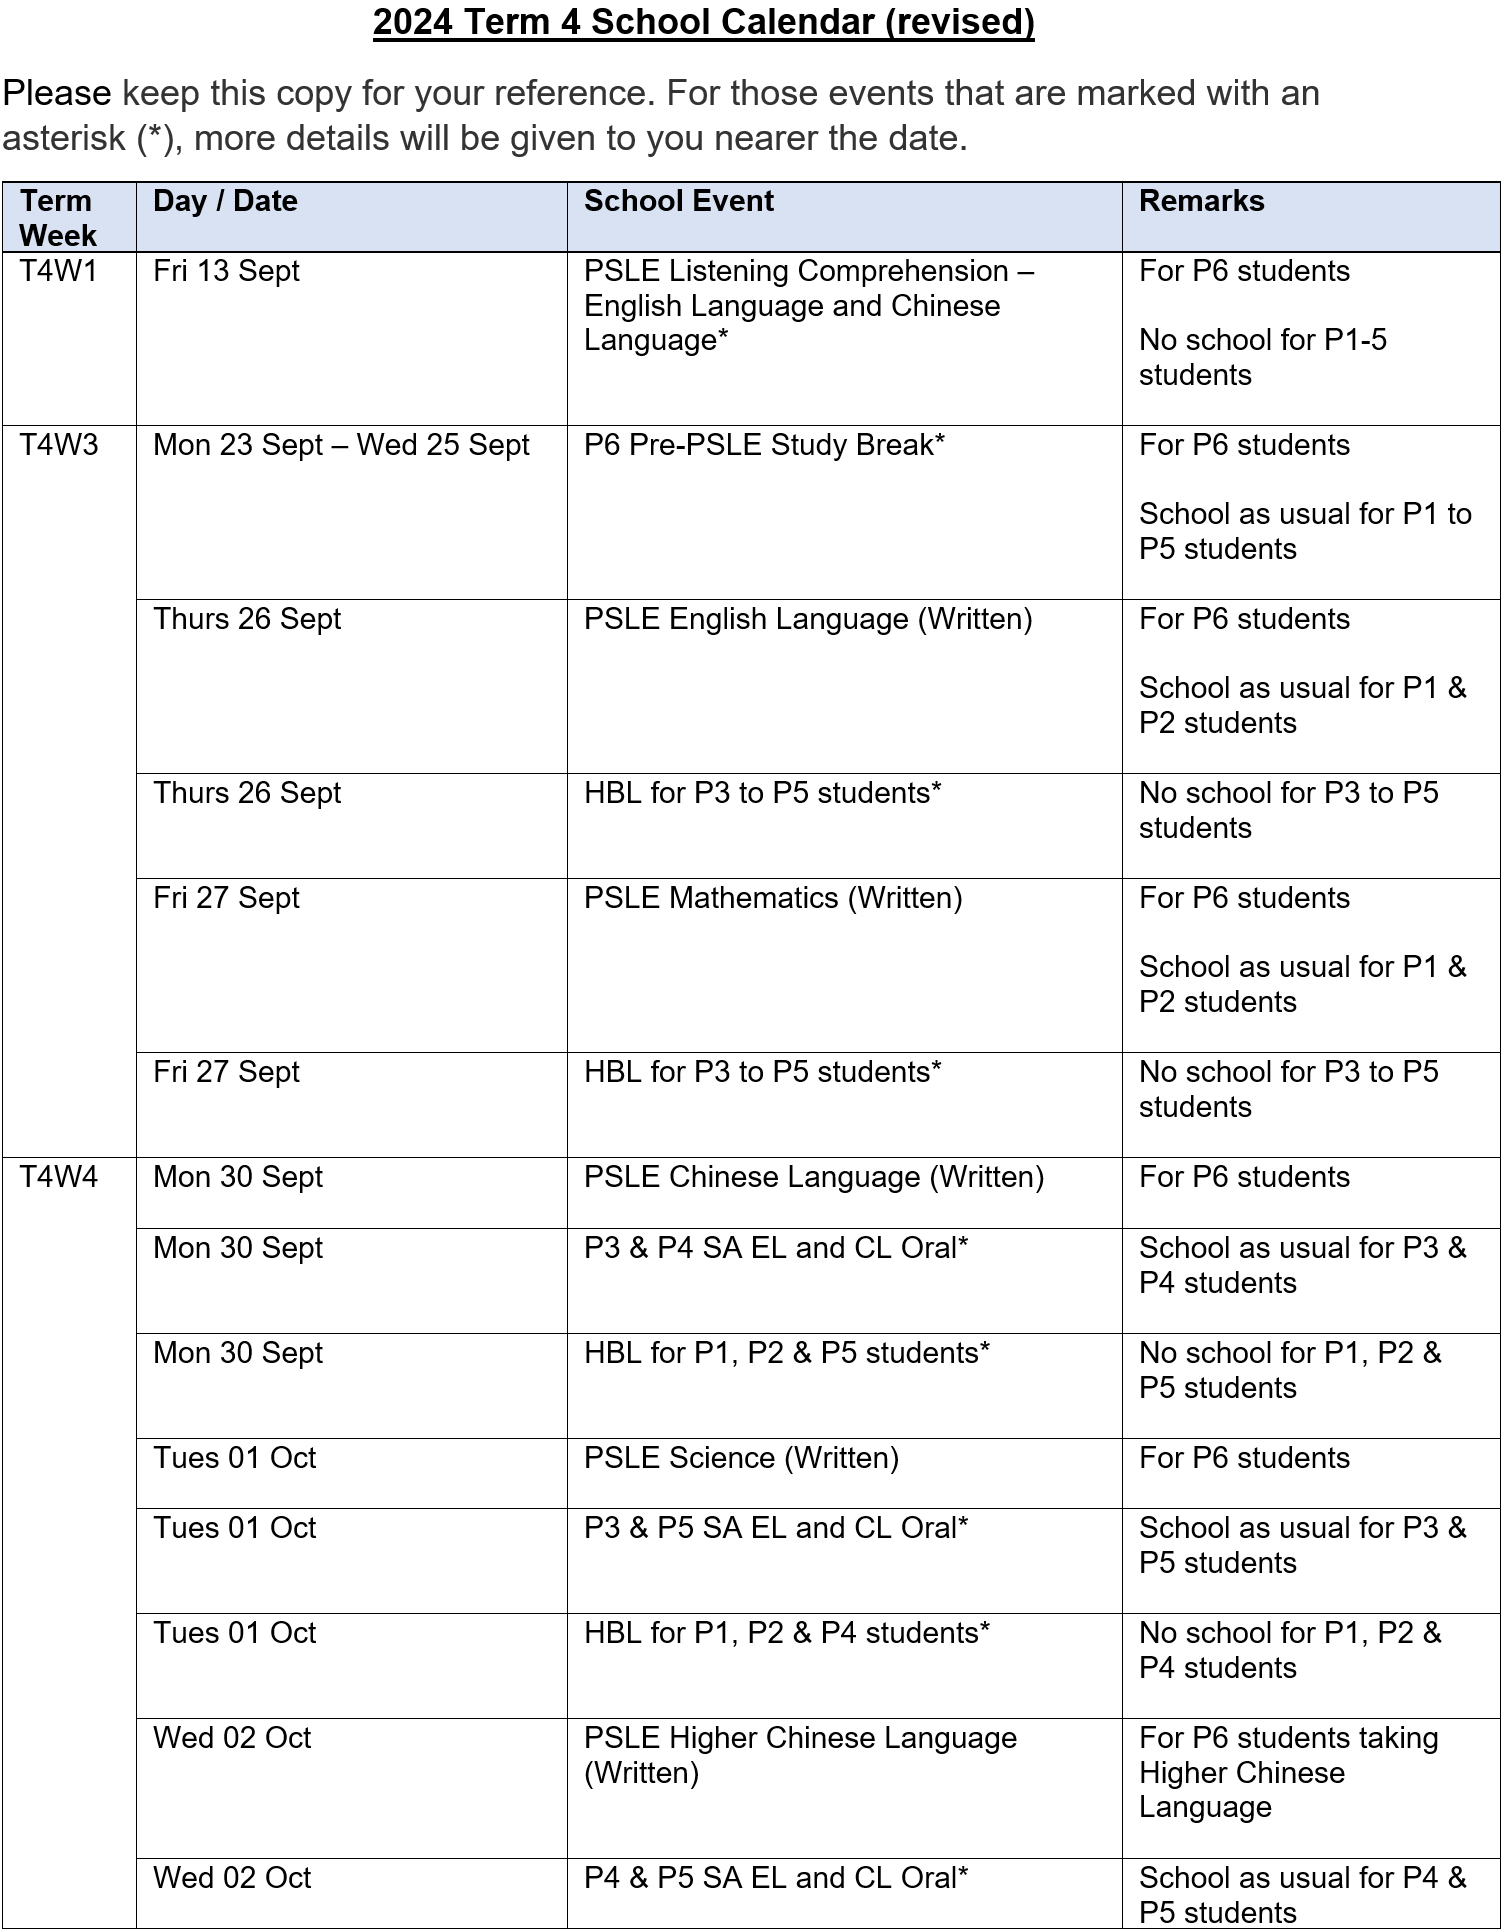 2024 Term 4 School Calendar (revised)
Please keep this copy for your reference. For those events that are marked with an
asterisk (*), more details will be given to you nearer the date.
Term
Week
Day / Date
School Event
Remarks
T4W1
Fri 13 Sept
PSLE Listening Comprehension –
English Language and Chinese
Language*
For P6 students
No school for P1-5
students
T4W3
Mon 23 Sept – Wed 25 Sept
P6 Pre-PSLE Study Break*
For P6 students
School as usual for P1 to
P5 students
Thurs 26 Sept
PSLE English Language (Written)
For P6 students
School as usual for P1 &
P2 students
Thurs 26 Sept
HBL for P3 to P5 students*
No school for P3 to P5
students
Fri 27 Sept
PSLE Mathematics (Written)
For P6 students
School as usual for P1 &
P2 students
Fri 27 Sept
HBL for P3 to P5 students*
No school for P3 to P5
students
T4W4
Mon 30 Sept
PSLE Chinese Language (Written)
For P6 students
Mon 30 Sept
P3 & P4 SA EL and CL Oral*
School as usual for P3 &
P4 students
Mon 30 Sept
HBL for P1, P2 & P5 students*
No school for P1, P2 &
P5 students
Tues 01 Oct
PSLE Science (Written)
For P6 students
Tues 01 Oct
P3 & P5 SA EL and CL Oral*
School as usual for P3 &
P5 students
Tues 01 Oct
HBL for P1, P2 & P4 students*
No school for P1, P2 &
P4 students
Wed 02 Oct
PSLE Higher Chinese Language
(Written)
For P6 students taking
Higher Chinese
Language
Wed 02 Oct
P4 & P5 SA EL and CL Oral*
School as usual for P4 &
P5 students